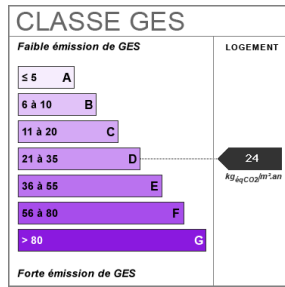 CLASSE GES
Faible émission de GES
LOGEMENT
≤ 5 A
6 à 10 B
11 à 20 C
21 à 35 D
24
kgéqCO2/m².an
36 à 55 E
56 à 80 F
> 80 G
Forte émission de GES